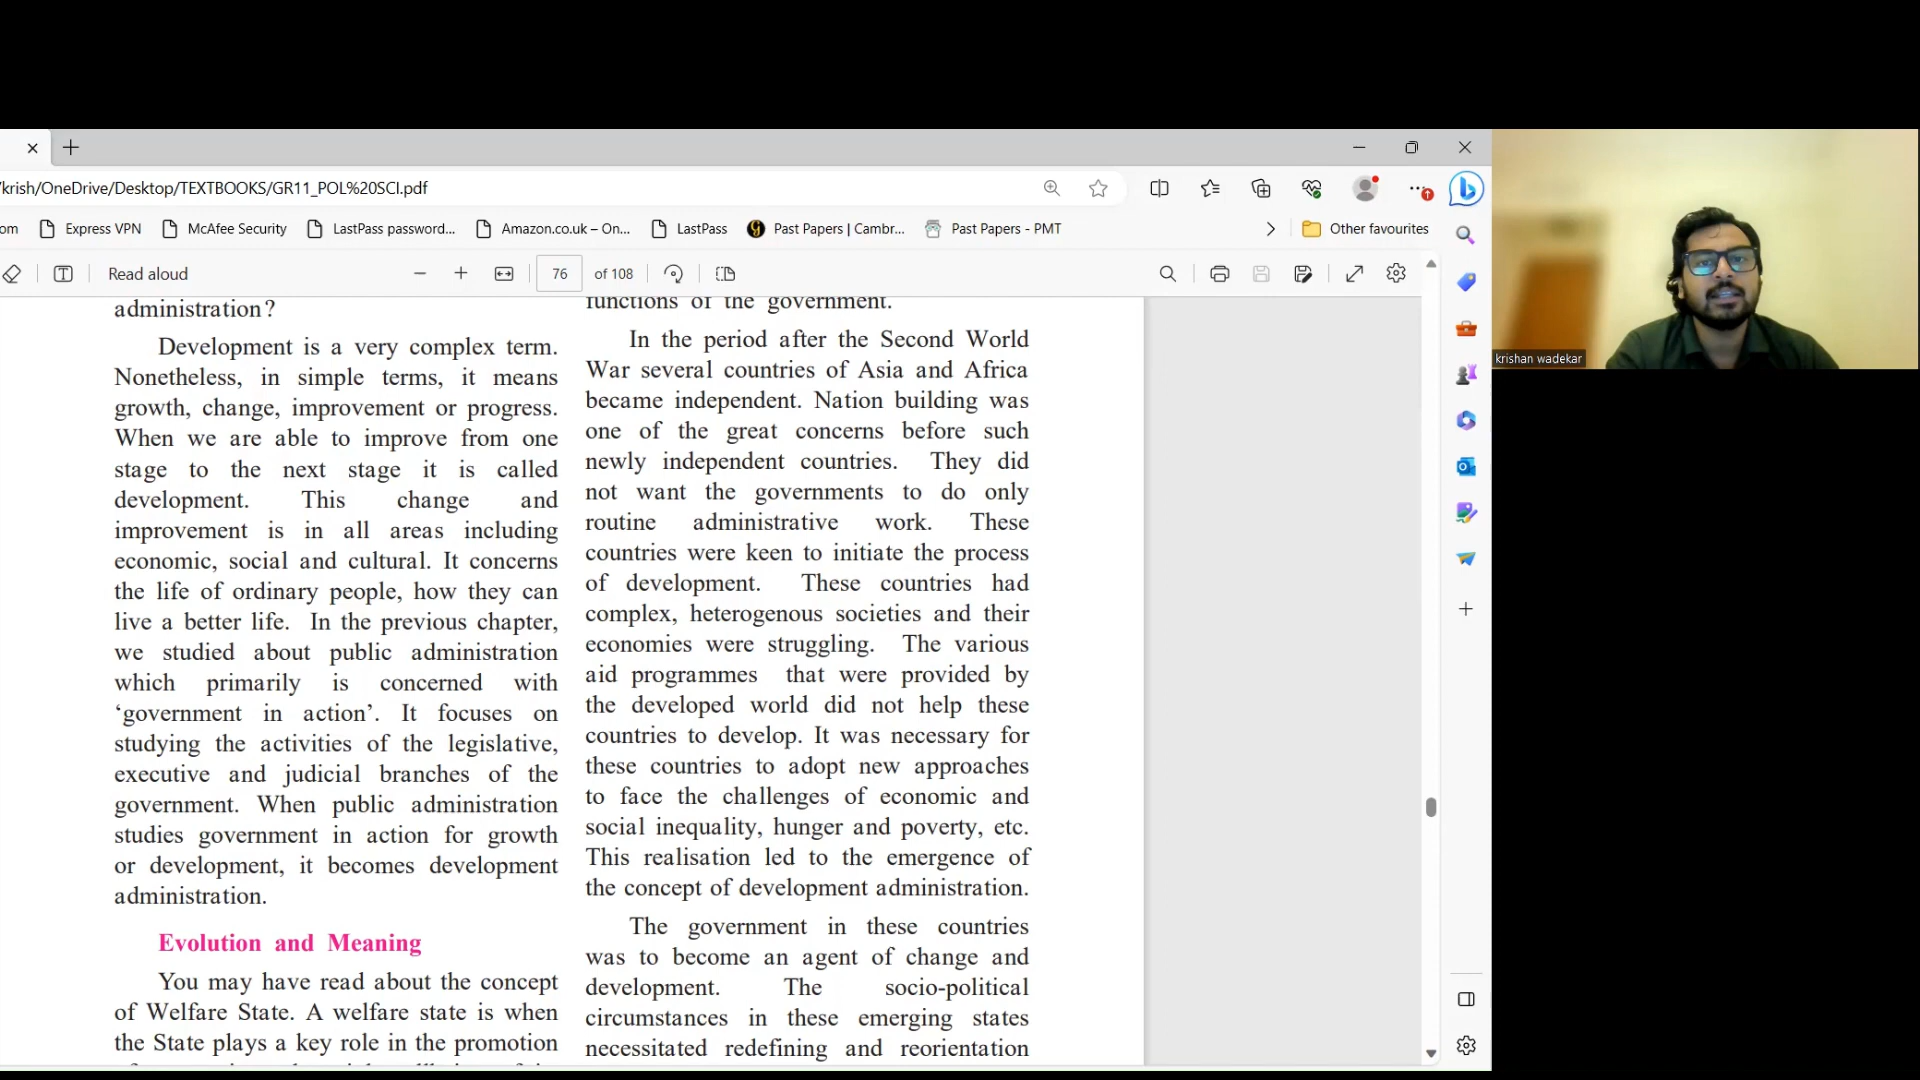 /krish/OneDrive/Desktop/TEXTBOOKS/GR11_POL%20SCI.pdf
om
Express VPN
McAfee Security
LastPass password...
Amazon.co.uk – On...
LastPass
Past Papers | Cambr...
Past Papers - PMT
Other favourites
Read aloud
76
of 108
krishan wadekar
administration?
Development is a very complex term.
Nonetheless, in simple terms, it means
growth, change, improvement or progress.
When we are able to improve from one
stage to the next stage it is called
development. This change and
improvement is in all areas including
economic, social and cultural. It concerns
the life of ordinary people, how they can
live a better life. In the previous chapter,
we studied about public administration
which primarily is concerned with
‘government in action’. It focuses on
studying the activities of the legislative,
executive and judicial branches of the
government. When public administration
studies government in action for growth
or development, it becomes development
administration.
Evolution and Meaning
You may have read about the concept
of Welfare State. A welfare state is when
the State plays a key role in the promotion
functions of the government.
In the period after the Second World
War several countries of Asia and Africa
became independent. Nation building was
one of the great concerns before such
newly independent countries. They did
not want the governments to do only
routine administrative work. These
countries were keen to initiate the process
of development. These countries had
complex, heterogenous societies and their
economies were struggling. The various
aid programmes that were provided by
the developed world did not help these
countries to develop. It was necessary for
these countries to adopt new approaches
to face the challenges of economic and
social inequality, hunger and poverty, etc.
This realisation led to the emergence of
the concept of development administration.
The government in these countries
was to become an agent of change and
development. The socio-political
circumstances in these emerging states
necessitated redefining and reorientation